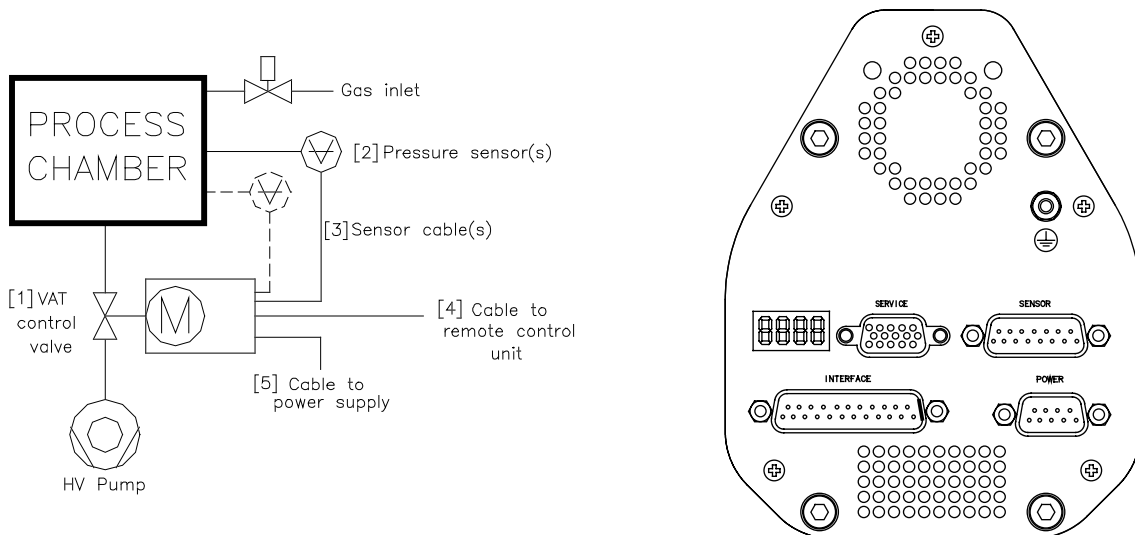 PROCESS
CHAMBER
Gas inlet
[2] Pressure sensor(s)
[3] Sensor cable(s)
[1] VAT
control
valve
M
[4] Cable to
remote control
unit
[5] Cable to
power supply
HV Pump
8888
SERVICE
SENSOR
INTERFACE
POWER